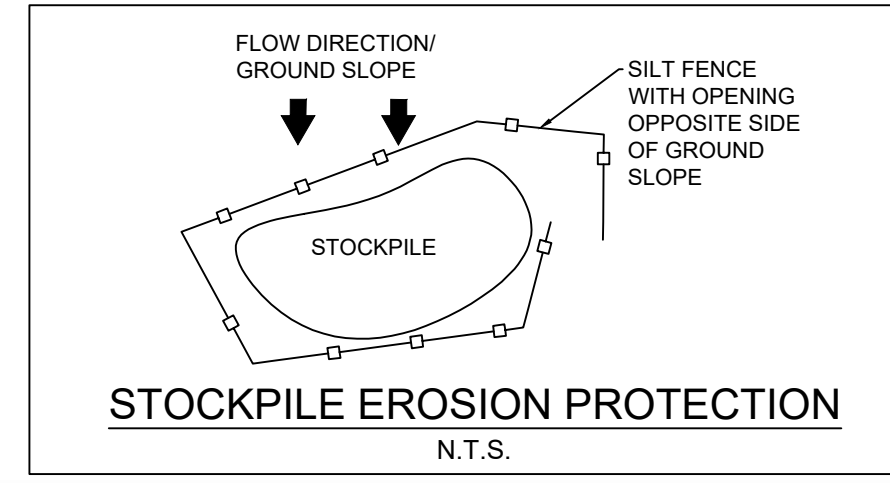 FLOW DIRECTION/
GROUND SLOPE
SILT FENCE
WITH OPENING
OPPOSITE SIDE
OF GROUND
SLOPE
STOCKPILE
STOCKPILE EROSION PROTECTION
N.T.S.